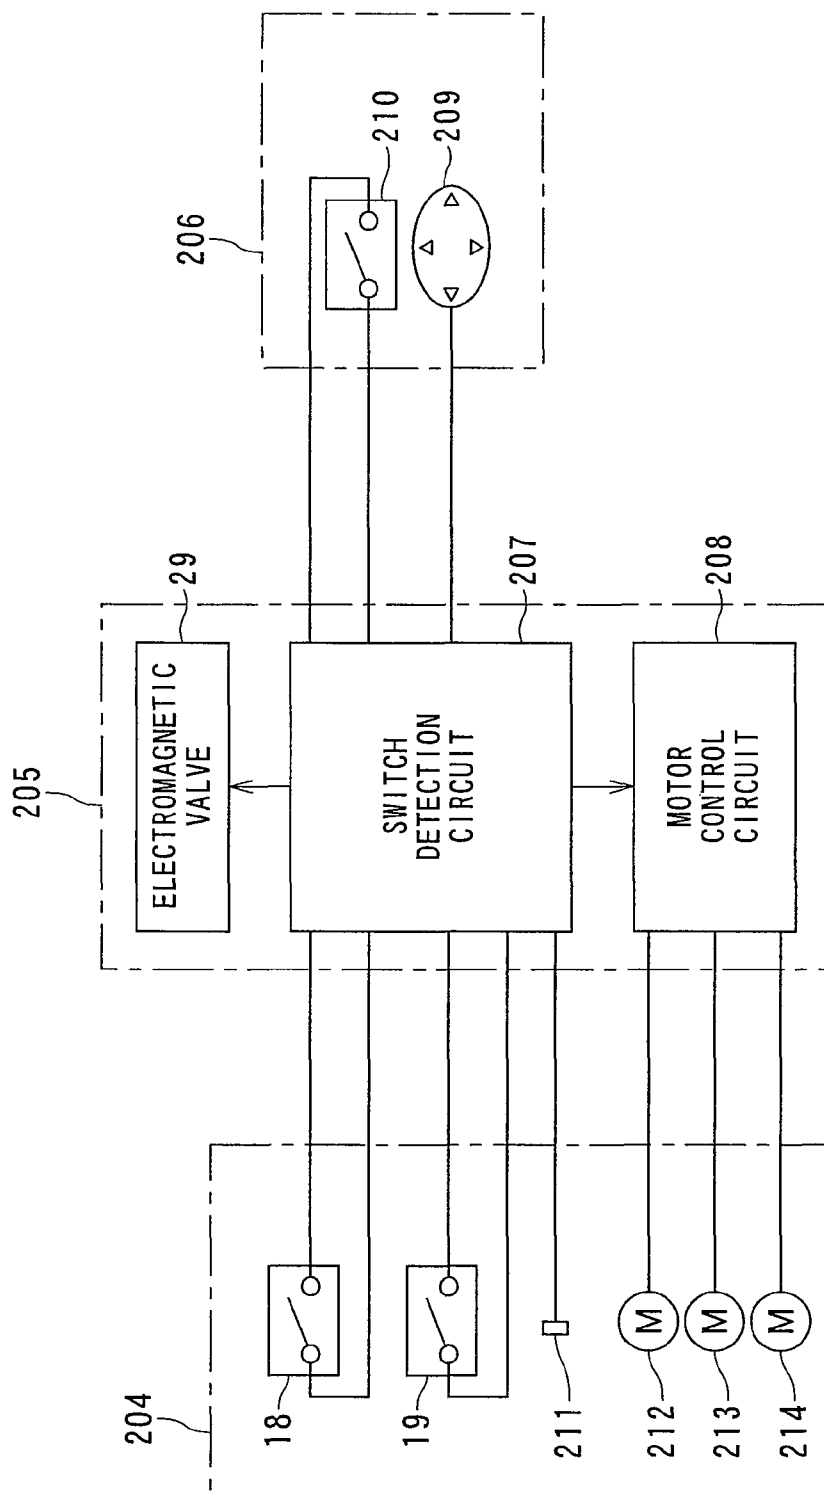 204
205
206
18
19
211
212
213
214
M
M
M
ELECTROMAGNETIC
VALVE
29
SWITCH
DETECTION
CIRCUIT
207
MOTOR
CONTROL
CIRCUIT
208
210
209